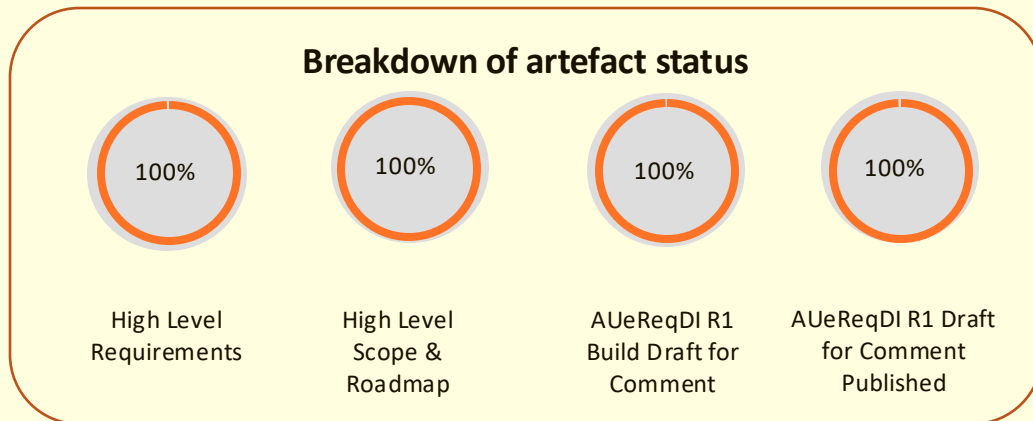 Breakdown of artefact status
100%
100%
100%
100%
High Level
Requirements
High Level
Scope &
Roadmap
AUeReqDI R1
Build Draft for
Comment
AUeReqDI R1 Draft
for Comment
Published